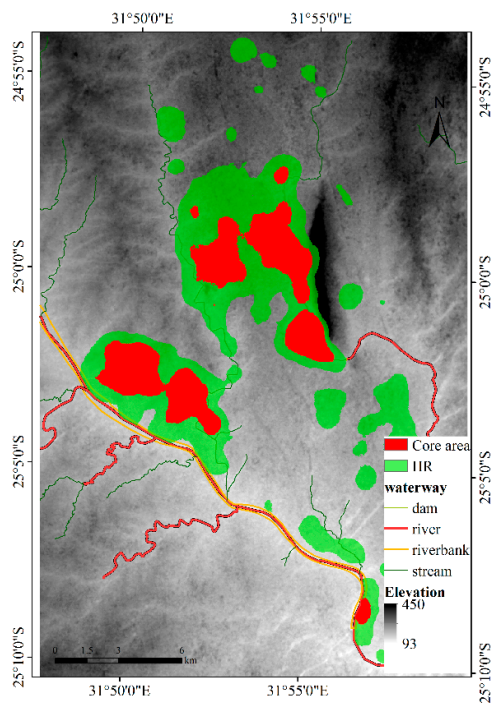 31°50'0"E 31°55'0"E
24°55'0"S
24°55'0"S
N
25°0'0"S
25°0'0"S
Core area
HR
waterway
dam
river
riverbank
stream
Elevation
450
93
25°5'0"S
25°5'0"S
0 1.5 3 6
km
25°10'0"S
25°10'0"S
31°50'0"E 31°55'0"E